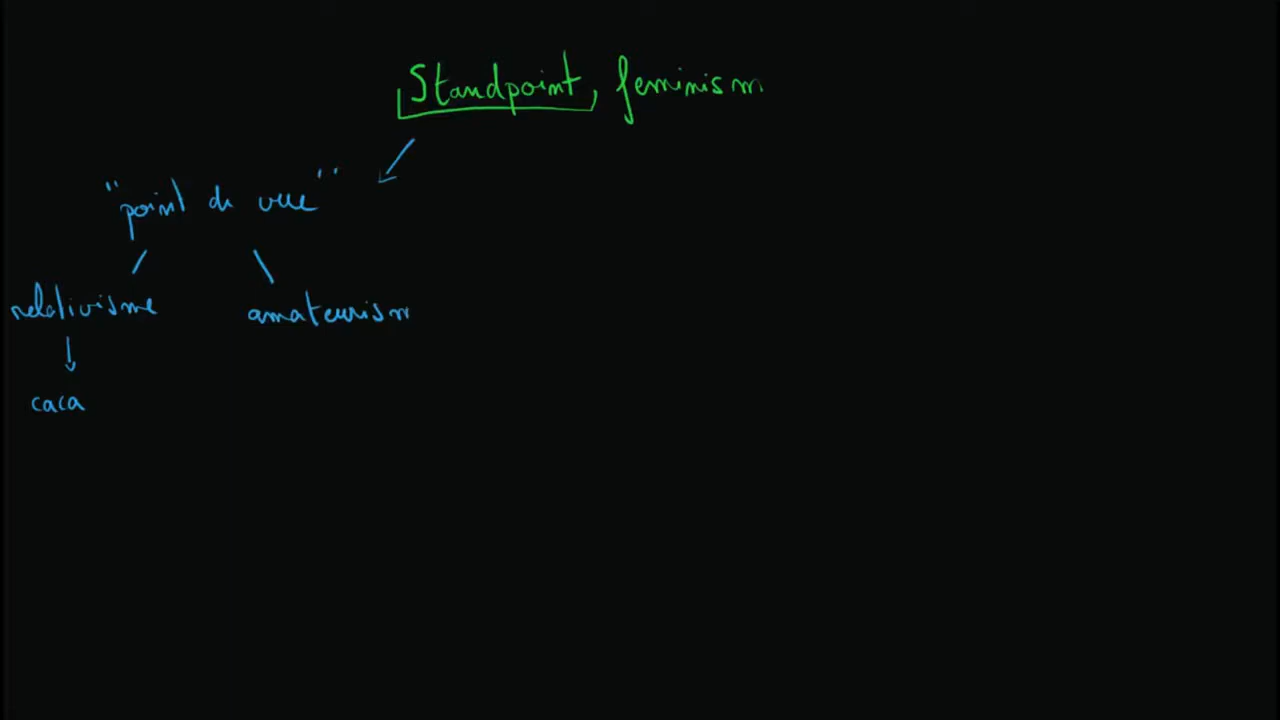 Standpoint, feminism
"point de vue"
relativisme
amateurism
caca